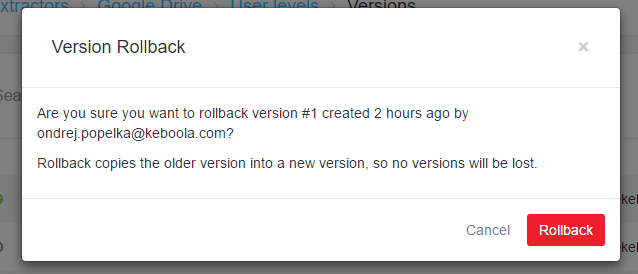 xtractors › Google Drive › User levels › Versions
Version Rollback ×
Sea
Are you sure you want to rollback version #1 created 2 hours ago by
ondrej.popelka@keboola.com?
Rollback copies the older version into a new version, so no versions will be lost.
kel
Cancel Rollback
kel